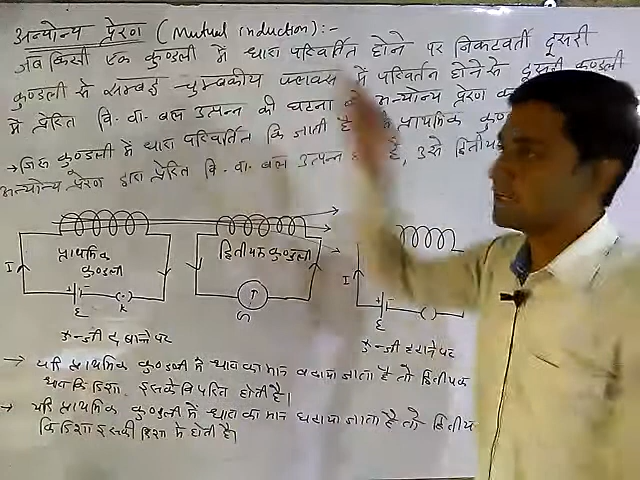 अन्योन्य प्रेरण (Mutual induction):-
जब किसी एक कुण्डली में धारा परिवर्तित होने पर निकटवर्ती दूसरी
कुण्डली से सम्बद्ध चुम्बकीय फ्लक्स में परिवर्तन होने से दूसरी कुण्डली
में प्रेरित वि. वा. बल उत्पन्न की घटना अन्योन्य प्रेरण
→ जिस कुण्डली में धारा परिवर्तित कि जाती है प्राथमिक
अन्योन्य प्रेरण द्वारा प्रेरित वि. वा. बल उत्पन्न है, उसे
प्राथमिक कुण्डली
द्वितीयक कुण्डली
I
I
+ -
E
K
G
+ -
E
कुन्जी दबाने पर
कुन्जी हटाने पर
→ यदि प्राथमिक कुण्डली में धारा का मान बढाया जाता है तो द्वितीयक
धारा कि दिशा इसके विपरित होती है।
→ यदि प्राथमिक कुण्डली में धारा का मान घटाया जाता है तो
कि दिशा इसकी दिशा में होती है।